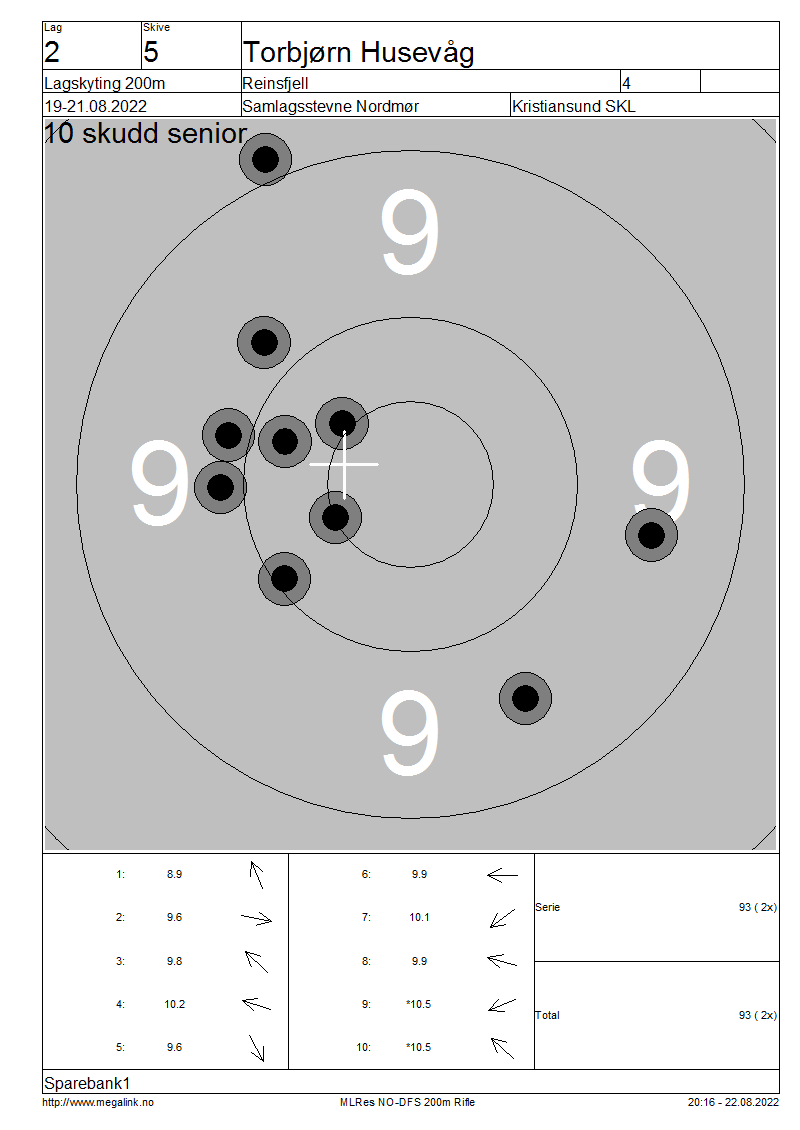 Lag Skive
2 5 Torbjørn Husevåg
Lagskyting 200m Reinsfjell 4
19-21.08.2022 Samlagsstevne Nordmør Kristiansund SKL
10 skudd senior
9
9 9
9
1: 8.9 6: 9.9
2: 9.6 7: 10.1
Serie 93 ( 2x)
3: 9.8 8: 9.9
4: 10.2 9: *10.5
Total 93 ( 2x)
5: 9.6 10: *10.5
Sparebank1
http://www.megalink.no MLRes NO-DFS 200m Rifle 20:16 - 22.08.2022